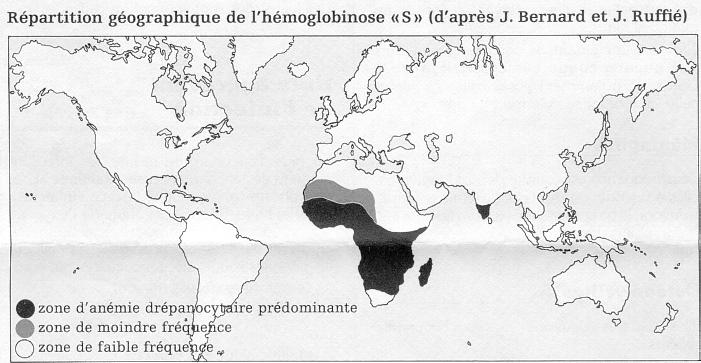 Répartition géographique de l'hémoglobinose «S» (d'après J. Bernard et J. Ruffié)
zone d'anémie drépanocytaire prédominante
zone de moindre fréquence
zone de faible fréquence